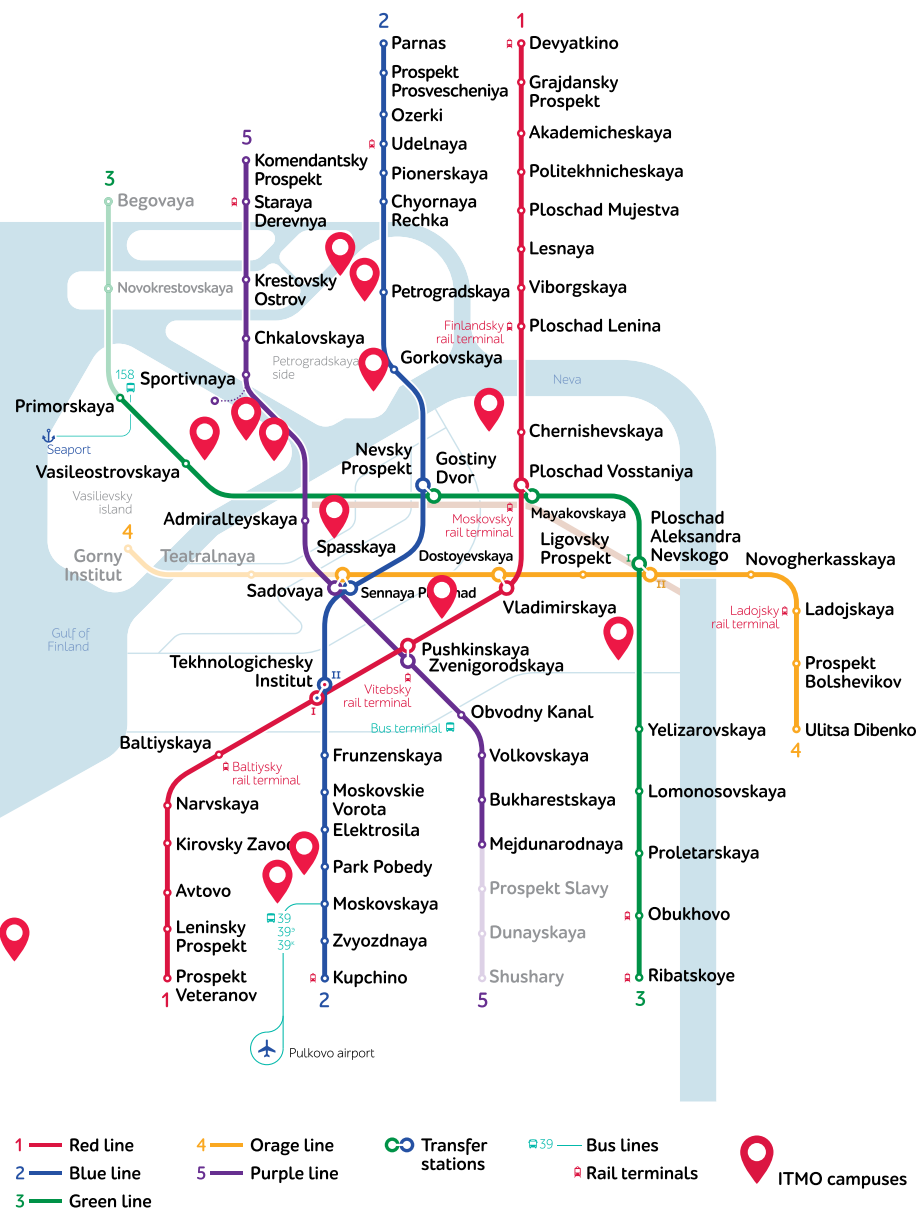 2
1
Parnas
Devyatkino
Prospekt
Prosvescheniya
Grajdansky
Prospekt
Ozerki
Akademicheskaya
5
Udelnaya
Komendantsky
Prospekt
Pionerskaya
Politekhnicheskaya
3
Begovaya
Staraya
Derevnya
Chyornaya
Rechka
Ploschad Mujestva
Lesnaya
Novokrestovskaya
Krestovsky
Ostrov
Petrogradskaya
Viborgskaya
Finlandsky
rail terminal
Ploschad Lenina
Chkalovskaya
Petrogradskaya
side
Gorkovskaya
158
Sportivnaya
Neva
Primorskaya
Seaport
Chernishevskaya
Nevsky
Prospekt
Gostiny
Dvor
Vasileostrovskaya
Ploschad Vosstaniya
Vasilievsky
island
Admiralteyskaya
Moskovsky
rail terminal
Mayakovskaya
Ploschad
Aleksandra
Nevskogo
4
Gorny
Institut
Teatralnaya
Spasskaya
Dostoyevskaya
Ligovsky
Prospekt
I
II
Novogherkasskaya
Sadovaya
Sennaya P nad
Vladimirskaya
Ladojsky
rail terminal
Ladojskaya
Gulf of
Finland
Tekhnologichesky
Institut
II
I
Pushkinskaya
Zvenigorodskaya
Vitebsky
rail terminal
Prospekt
Bolshevikov
Obvodny Kanal
Bus terminal
Yelizarovskaya
Ulitsa Dibenko
4
Baltiyskaya
Baltiysky
rail terminal
Frunzenskaya
Volkovskaya
Narvskaya
Moskovskie
Vorota
Bukharestskaya
Lomonosovskaya
Elektrosila
Kirovsky Zavod
Mejdunarodnaya
Park Pobedy
Proletarskaya
Avtovo
Prospekt Slavy
Moskovskaya
39
39э
39к
Obukhovo
Leninsky
Prospekt
Zvyozdnaya
Dunayskaya
Prospekt
Veteranov
Kupchino
Shushary
Ribatskoye
1
2
5
3
Pulkovo airport
1 Red line
4 Orage line
Transfer
stations
39 Bus lines
2 Blue line
5 Purple line
Rail terminals
ITMO campuses
3 Green line